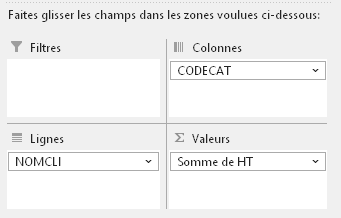 Faites glisser les champs dans les zones voulues ci-dessous:
Filtres
Colonnes
CODECAT
Lignes
Σ Valeurs
NOMCLI
Somme de HT